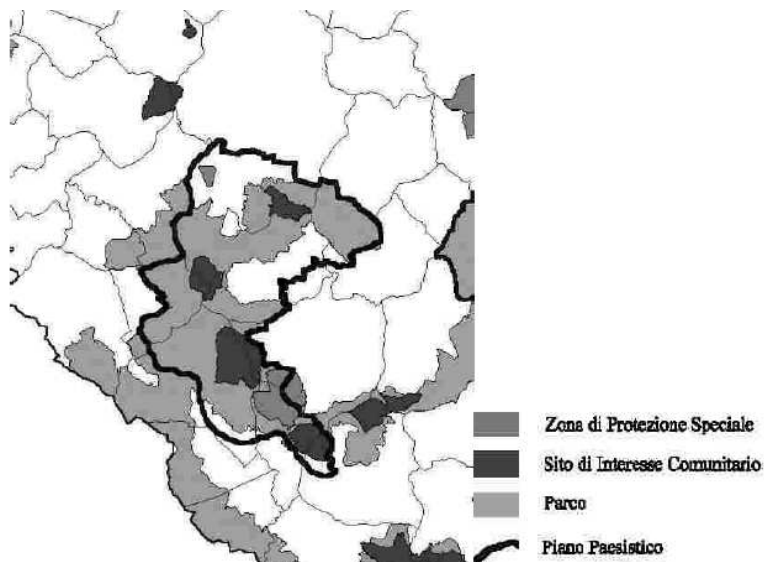 Zona di Protezione Speciale
Sito di Interesse Comunitario
Parco
Piano Paesistico